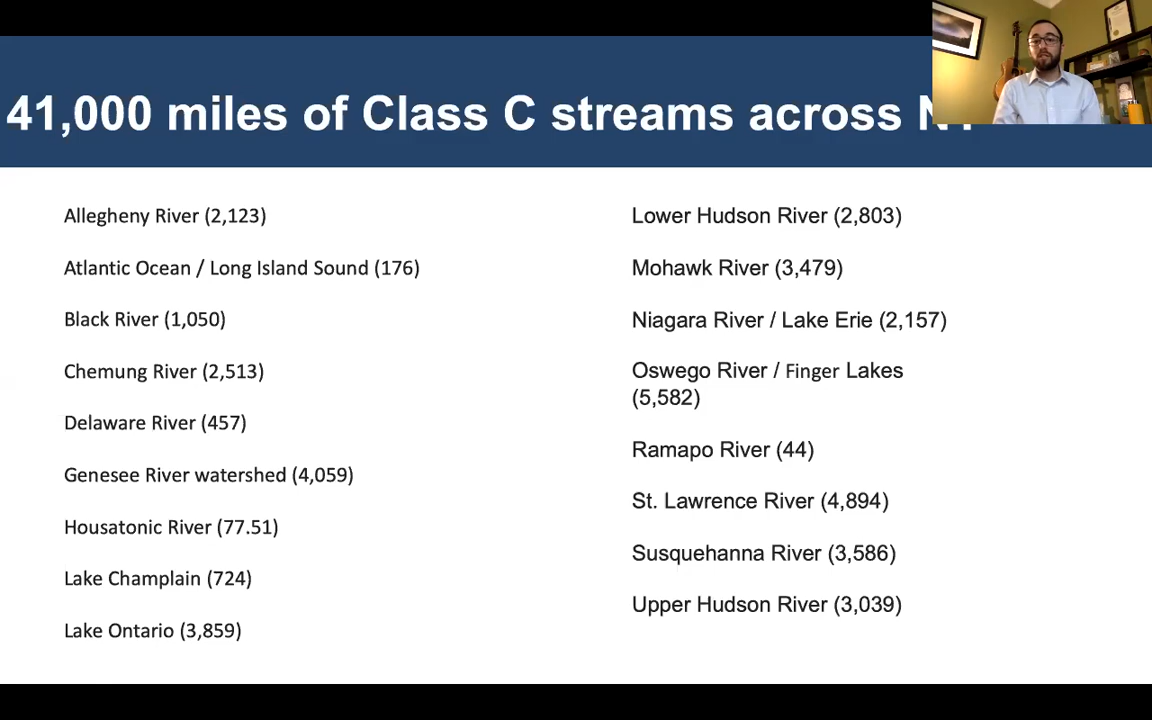 41,000 miles of Class C streams across
Allegheny River (2,123)
Atlantic Ocean / Long Island Sound (176)
Black River (1,050)
Chemung River (2,513)
Delaware River (457)
Genesee River watershed (4,059)
Housatonic River (77.51)
Lake Champlain (724)
Lake Ontario (3,859)
Lower Hudson River (2,803)
Mohawk River (3,479)
Niagara River / Lake Erie (2,157)
Oswego River / Finger Lakes
(5,582)
Ramapo River (44)
St. Lawrence River (4,894)
Susquehanna River (3,586)
Upper Hudson River (3,039)